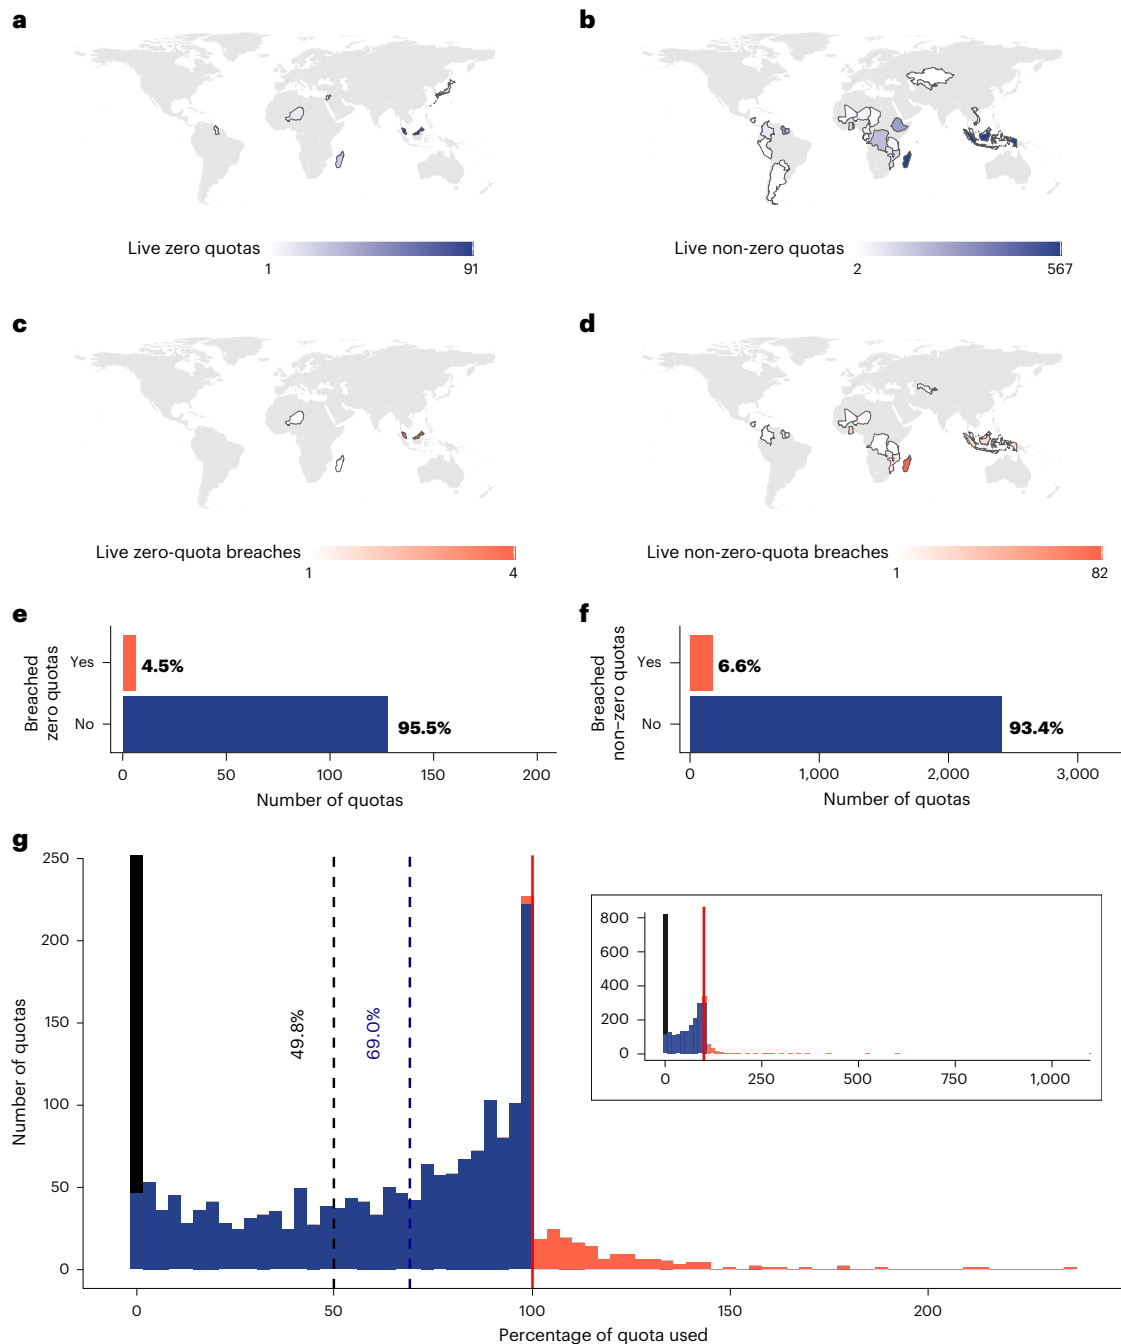 a
b
Live zero quotas
1
91
Live non-zero quotas
2
567
c
d
Live zero-quota breaches
1
4
Live non-zero-quota breaches
1
82
e
Breached
zero quotas
Yes
4.5%
No
95.5%
0
50
100
150
200
Number of quotas
f
Breached
non–zero quotas
Yes
6.6%
No
93.4%
0
1,000
2,000
3,000
Number of quotas
g
Number of quotas
250
200
150
100
50
0
49.8%
69.0%
0
50
100
150
200
Percentage of quota used
800
600
400
200
0
0
250
500
750
1,000